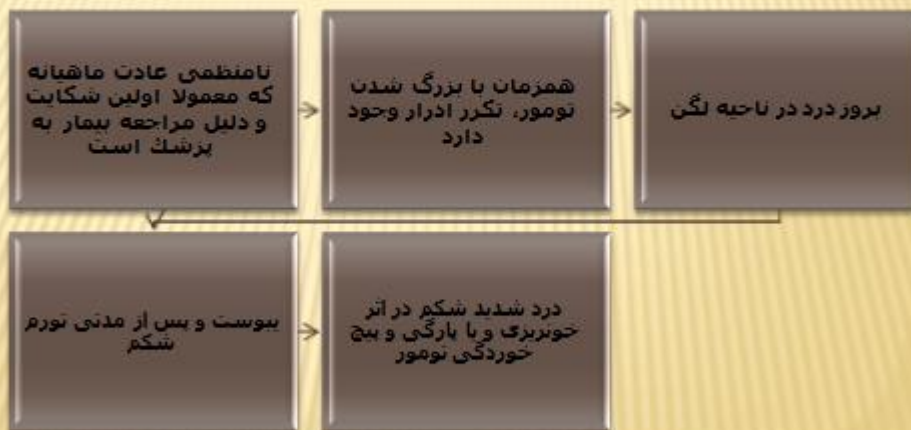 نامنظمی عادت ماهیانه
که معمولا اولین شکایت
و دلیل مراجعه بیمار به
پزشك است
همزمان با بزرگ شدن
تومور، تکرر ادرار وجود
دارد
بروز درد در ناحیه لگن
یبوست و پس از مدتی تورم
شکم
درد شدید شکم در اثر
خونریزی و یا پارگی و پیچ
خوردگی تومور